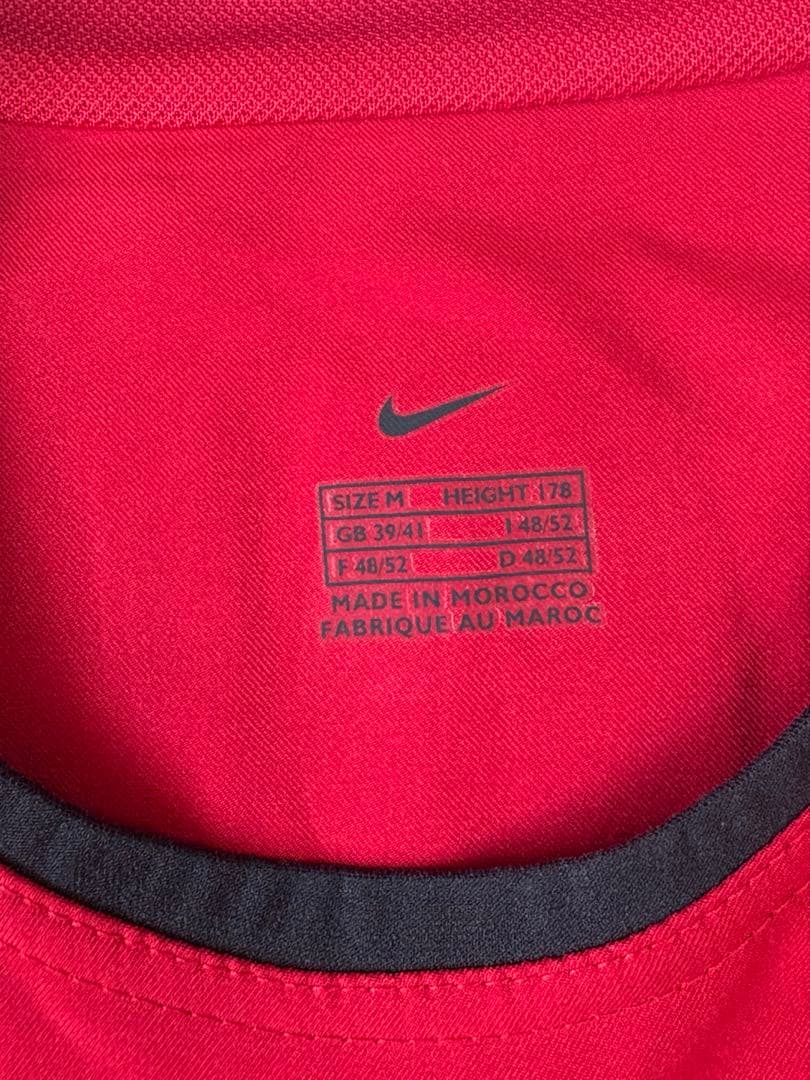 SIZE M HEIGHT 178
GB 39/41 I 48/52
F 48/52 D 48/52
MADE IN MOROCCO
FABRIQUE AU MAROC